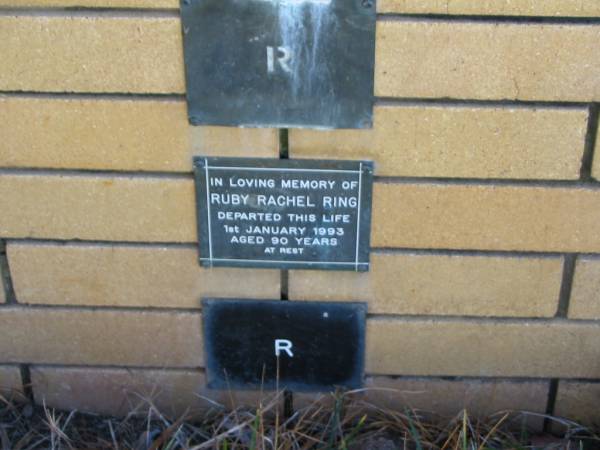 R
IN LOVING MEMORY OF
RUBY RACHEL RING
DEPARTED THIS LIFE
1st JANUARY 1993
AGED 90 YEARS
AT REST
R